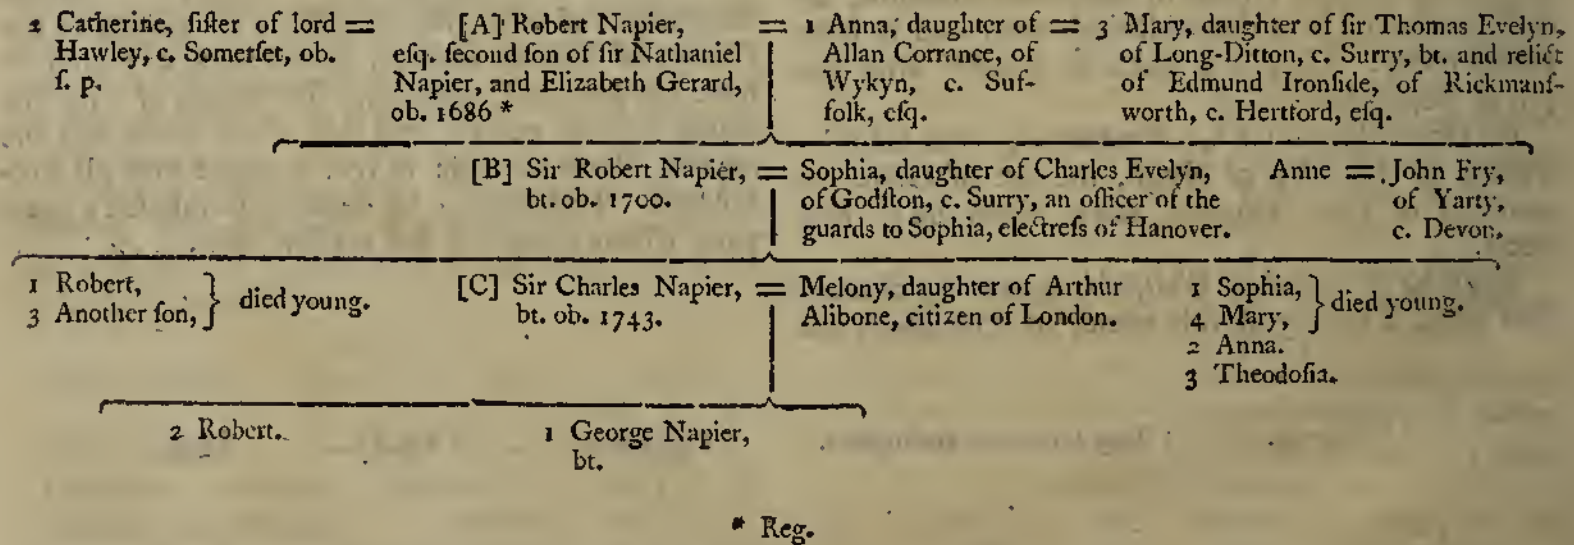 2 Catherine, ſiſter of lord =
Hawley, c. Somerſet, ob.
ſ. p.
[A] Robert Napier,
eſq. ſecond ſon of ſir Nathaniel
Napier, and Elizabeth Gerard,
ob. 1686 *
= 1 Anna, daughter of =
Allan Corrance, of
Wykyn, c. Suf-
folk, eſq.
3 Mary, daughter of ſir Thomas Evelyn,
of Long-Ditton, c. Surry, bt. and relict
of Edmund Ironſide, of Rickmanſ-
worth, c. Hertford, eſq.
[B] Sir Robert Napier, =
bt. ob. 1700.
Sophia, daughter of Charles Evelyn,
of Godſton, c. Surry, an officer of the
guards to Sophia, electreſs of Hanover.
Anne = John Fry,
of Yarty,
c. Devon.
1 Robert,
3 Another ſon, } died young.
[C] Sir Charles Napier, =
bt. ob. 1743.
Melony, daughter of Arthur
Alibone, citizen of London.
1 Sophia,
4 Mary, } died young.
2 Anna.
3 Theodoſia.
2 Robert.
1 George Napier,
bt.
* Reg.